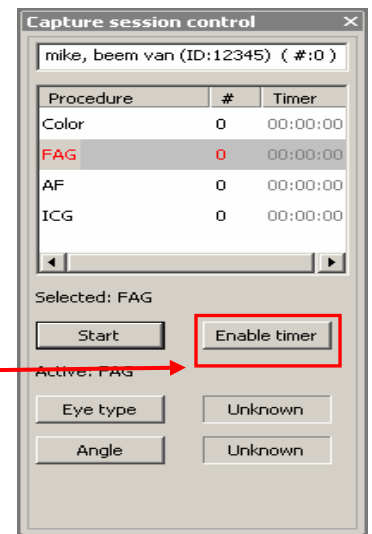 Capture session control ×
mike, beem van (ID:12345) ( #:0 )
Procedure # Timer
Color 0 00:00:00
FAG 0 00:00:00
AF 0 00:00:00
ICG 0 00:00:00
Selected: FAG
Start Enable timer
Active: FAG
Eye type Unknown
Angle Unknown